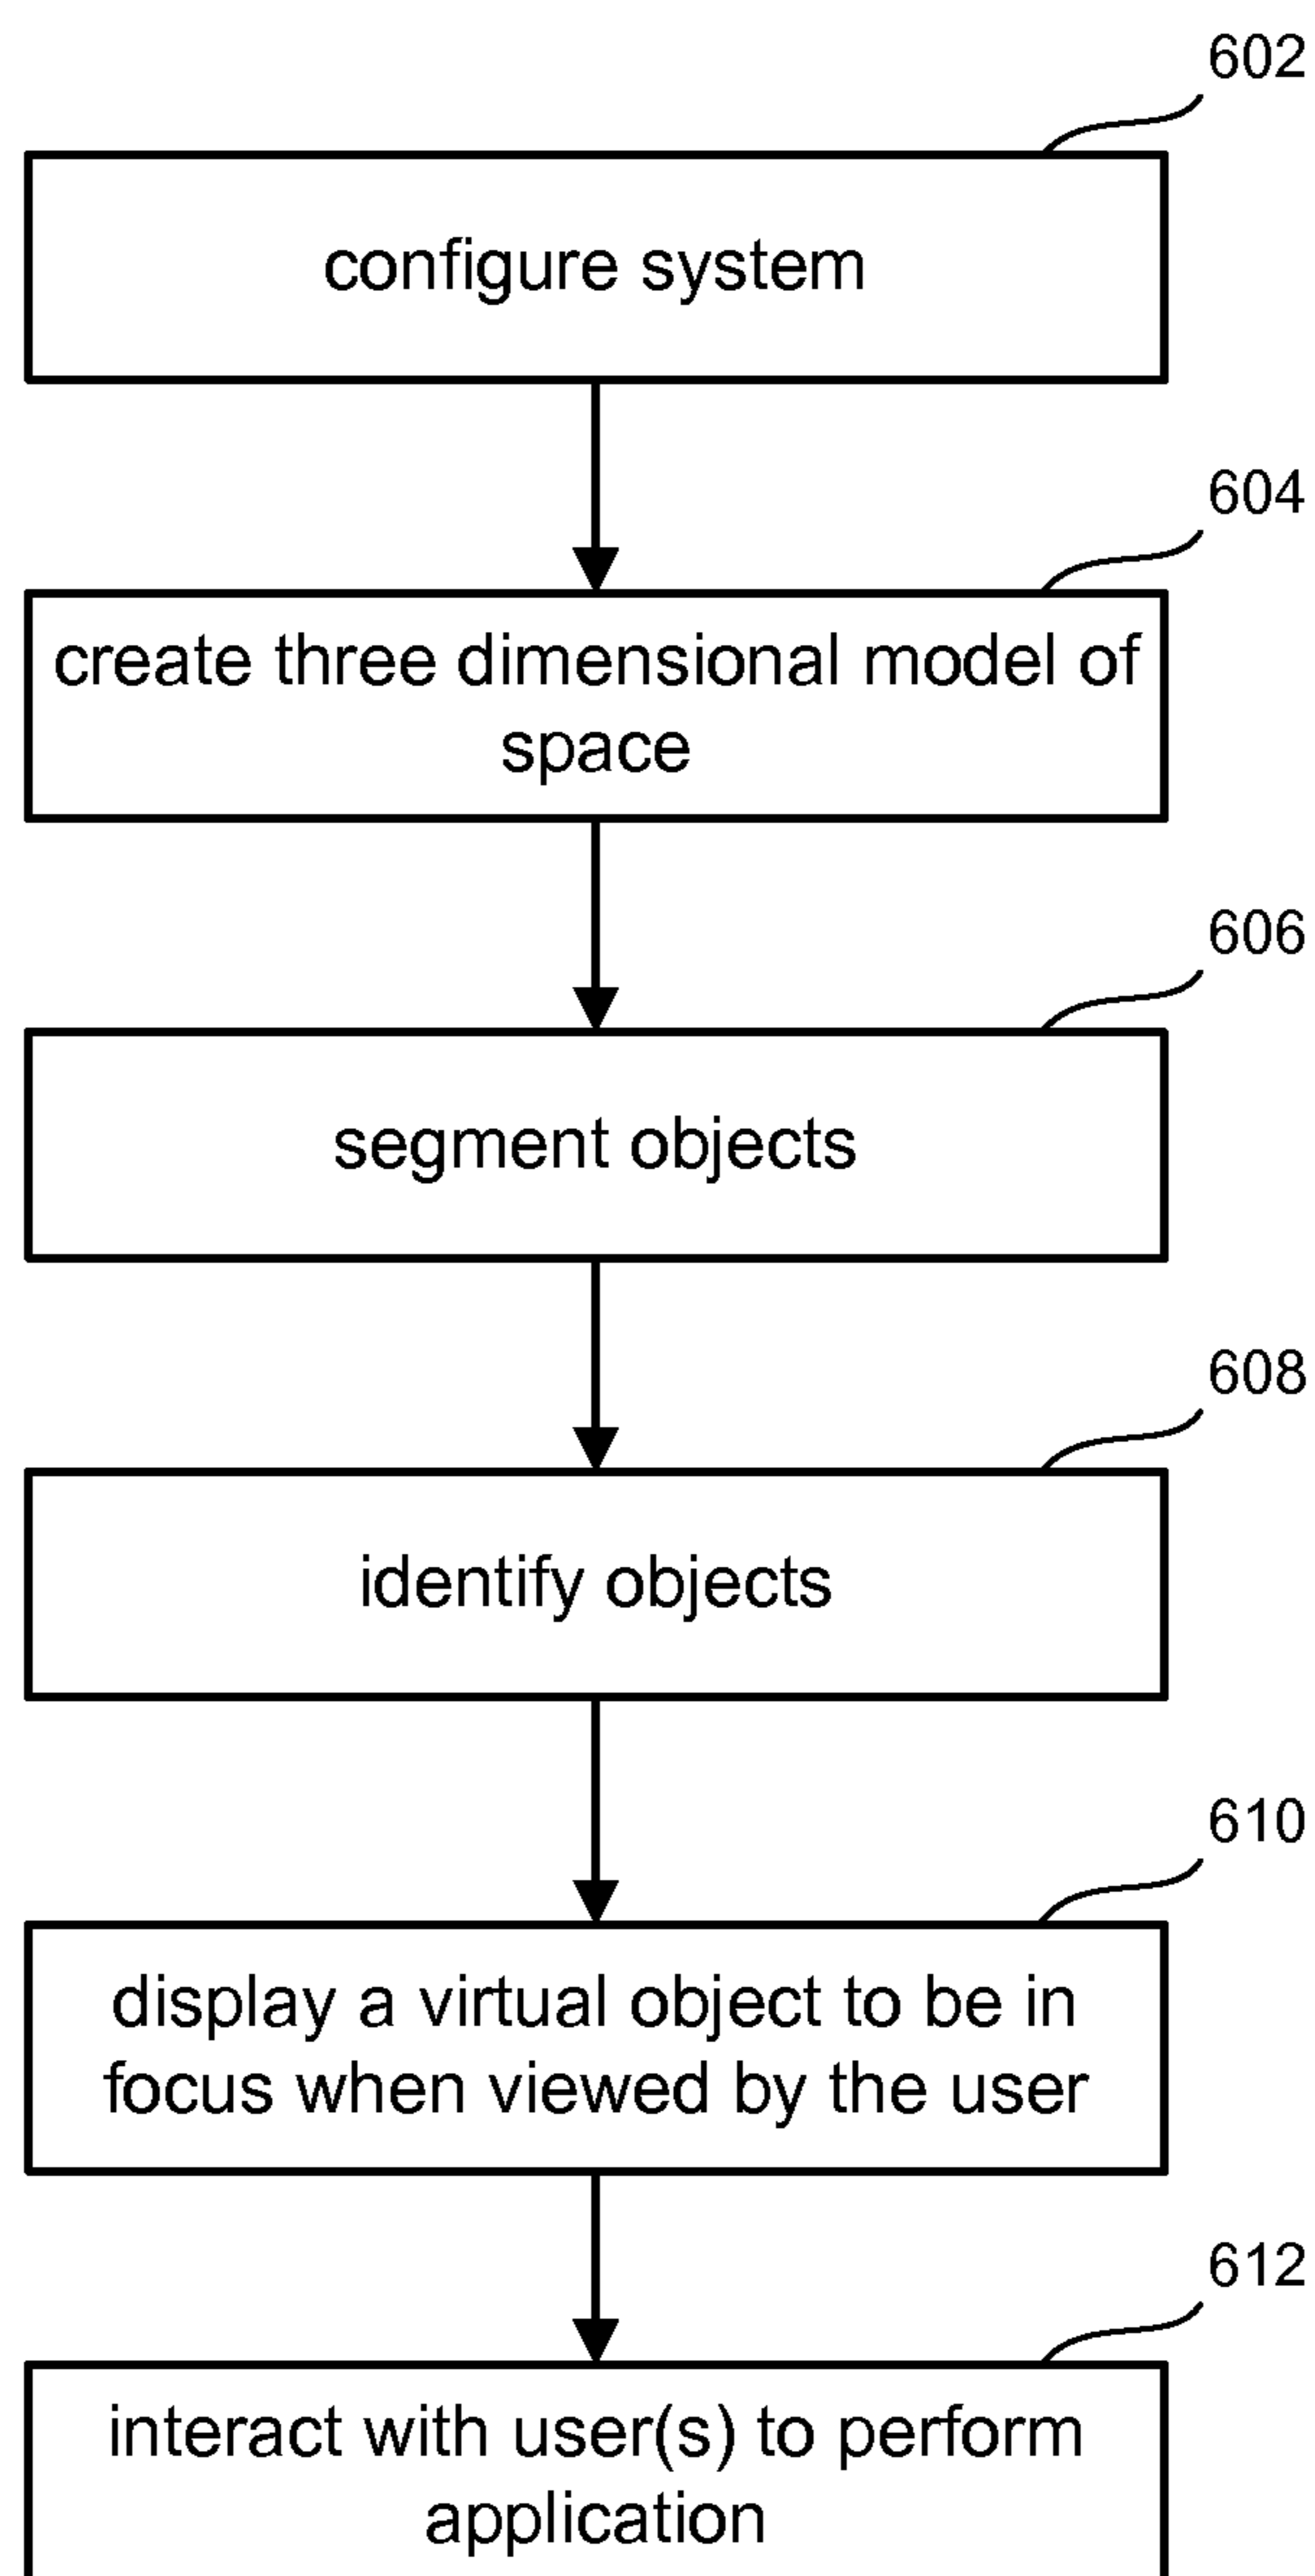 602
configure system
604
create three dimensional model of
space
606
segment objects
608
identify objects
610
display a virtual object to be in
focus when viewed by the user
612
interact with user(s) to perform
application